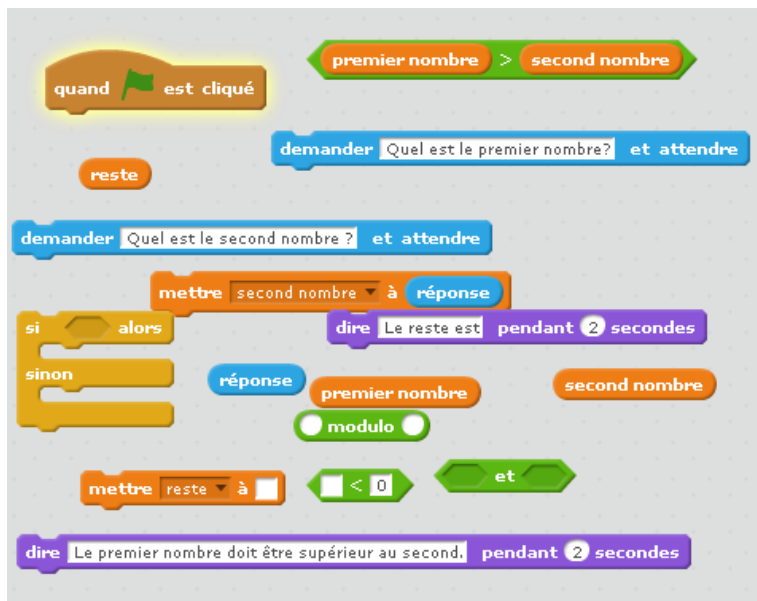 premier nombre > second nombre
quand est cliqué
demander Quel est le premier nombre? et attendre
reste
demander Quel est le second nombre ? et attendre
mettre second nombre à réponse
si alors
dire Le reste est pendant 2 secondes
sinon
réponse
premier nombre
second nombre
modulo
mettre reste à
< 0
et
dire Le premier nombre doit être supérieur au second. pendant 2 secondes